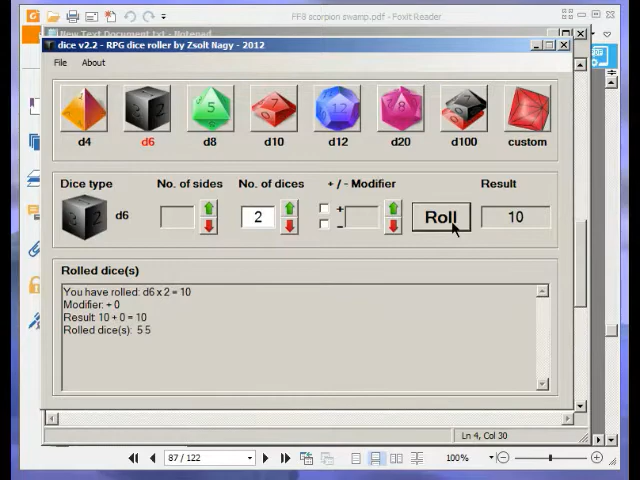 FF8 scorpion swamp.pdf - Foxit Reader
New Text Document.txt - Notepad
dice v2.2 - RPG dice roller by Zsolt Nagy - 2012
File About
d4 d6 d8 d10 d12 d20 d100 custom
Dice type No. of sides No. of dices + / - Modifier Result
d6 2 + - Roll 10
Rolled dice(s)
You have rolled: d6 x 2 = 10
Modifier: + 0
Result: 10 + 0 = 10
Rolled dice(s): 5 5
Ln 4, Col 30
87 / 122 100%